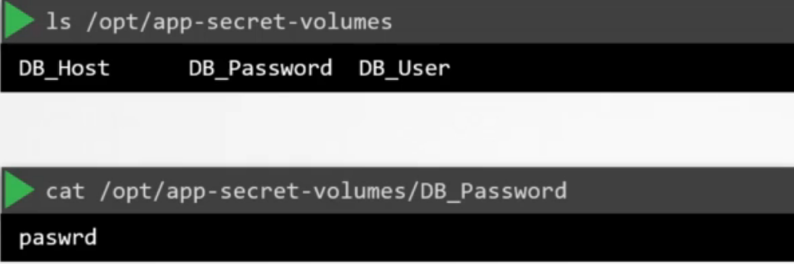 ls /opt/app-secret-volumes
DB_Host DB_Password DB_User
cat /opt/app-secret-volumes/DB_Password
paswrd